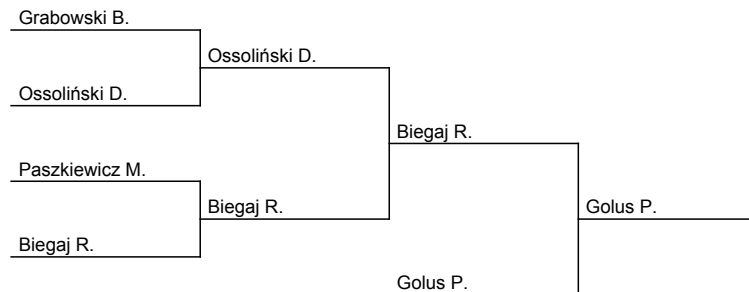 Grabowski B.
Ossoliński D.
Ossoliński D.
Biegaj R.
Paszkiewicz M.
Biegaj R.
Golus P.
Biegaj R.
Golus P.